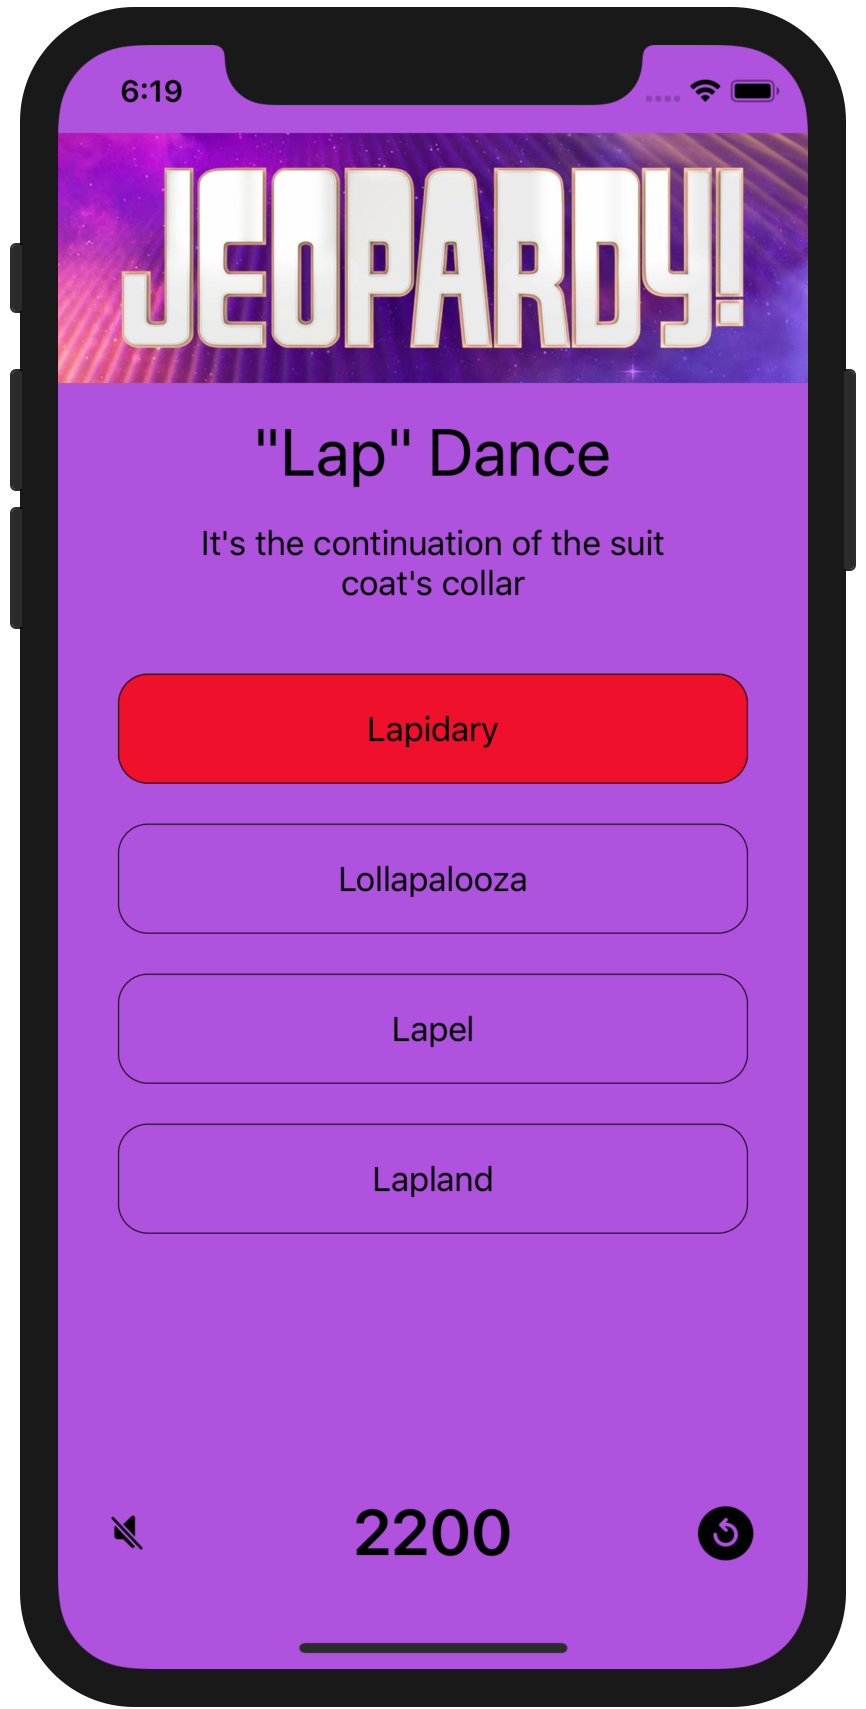 6:19
JEOPARDY!
"Lap" Dance
It's the continuation of the suit
coat's collar
Lapidary
Lollapalooza
Lapel
Lapland
2200